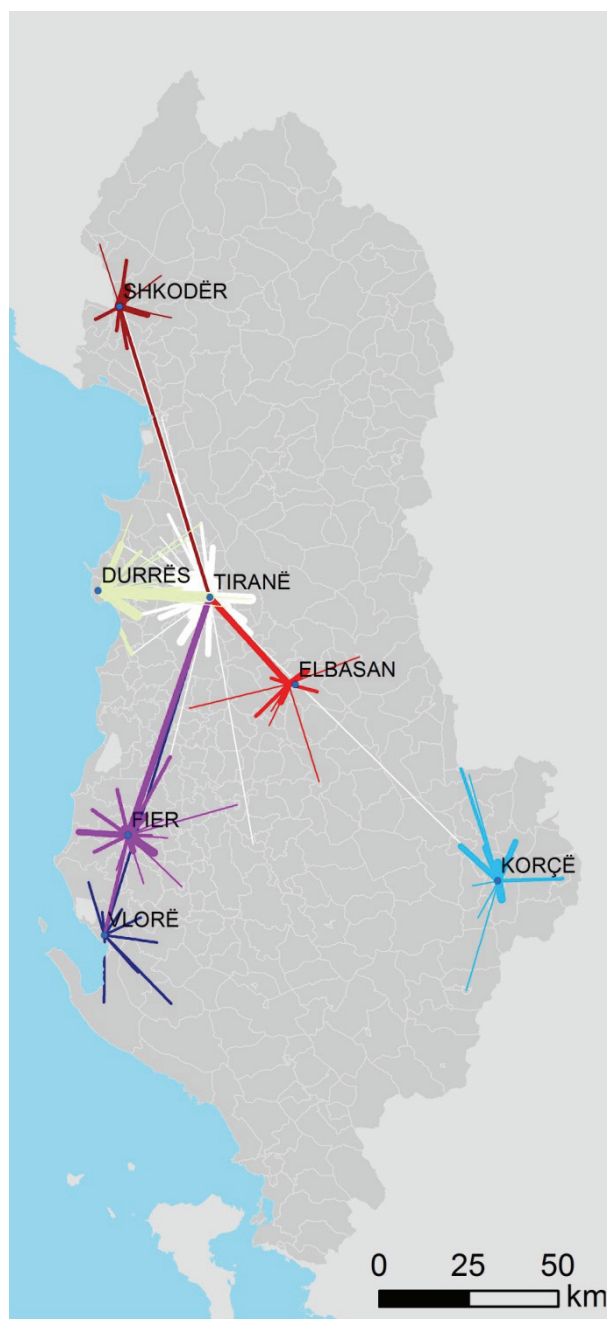 SHKODËR
DURRËS
TIRANË
ELBASAN
FIER
KORÇË
VLORË
0 25 50
km